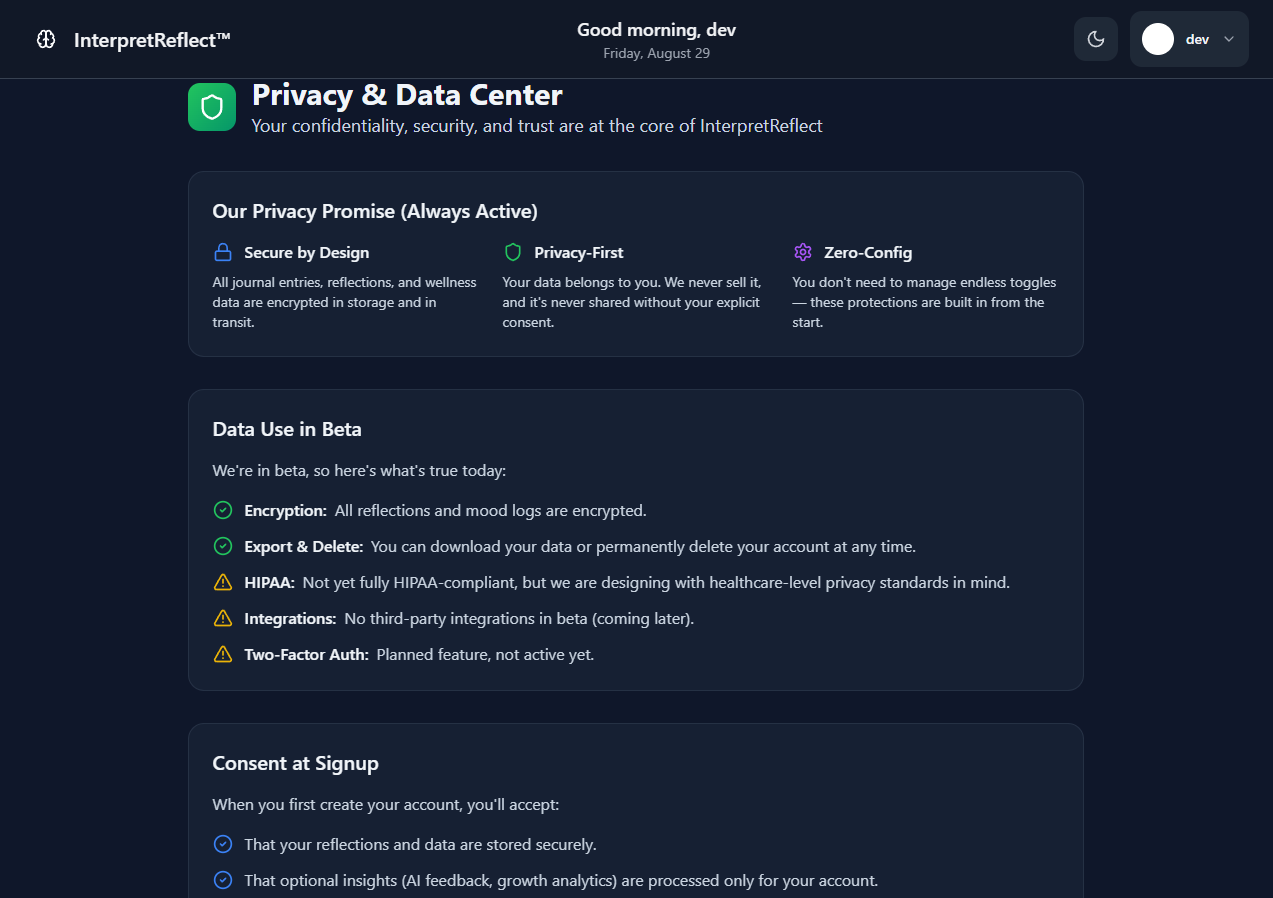 InterpretReflect™
Good morning, dev
Friday, August 29
dev
Privacy & Data Center
Your confidentiality, security, and trust are at the core of InterpretReflect
Our Privacy Promise (Always Active)
Secure by Design
All journal entries, reflections, and wellness
data are encrypted in storage and in
transit.
Privacy-First
Your data belongs to you. We never sell it,
and it's never shared without your explicit
consent.
Zero-Config
You don't need to manage endless toggles
— these protections are built in from the
start.
Data Use in Beta
We're in beta, so here's what's true today:
Encryption: All reflections and mood logs are encrypted.
Export & Delete: You can download your data or permanently delete your account at any time.
HIPAA: Not yet fully HIPAA-compliant, but we are designing with healthcare-level privacy standards in mind.
Integrations: No third-party integrations in beta (coming later).
Two-Factor Auth: Planned feature, not active yet.
Consent at Signup
When you first create your account, you'll accept:
That your reflections and data are stored securely.
That optional insights (AI feedback, growth analytics) are processed only for your account.